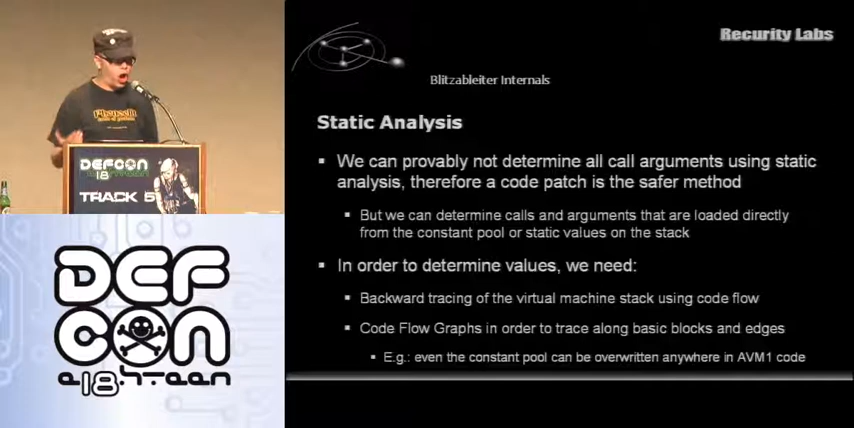 Recurity Labs
Blitzableiter Internals
Static Analysis
We can provably not determine all call arguments using static
analysis, therefore a code patch is the safer method
But we can determine calls and arguments that are loaded directly
from the constant pool or static values on the stack
In order to determine values, we need:
Backward tracing of the virtual machine stack using code flow
Code Flow Graphs in order to trace along basic blocks and edges
E.g.: even the constant pool can be overwritten anywhere in AVM1 code
DEFCON
18
TRACK 5
DEF
CON
e18hteen